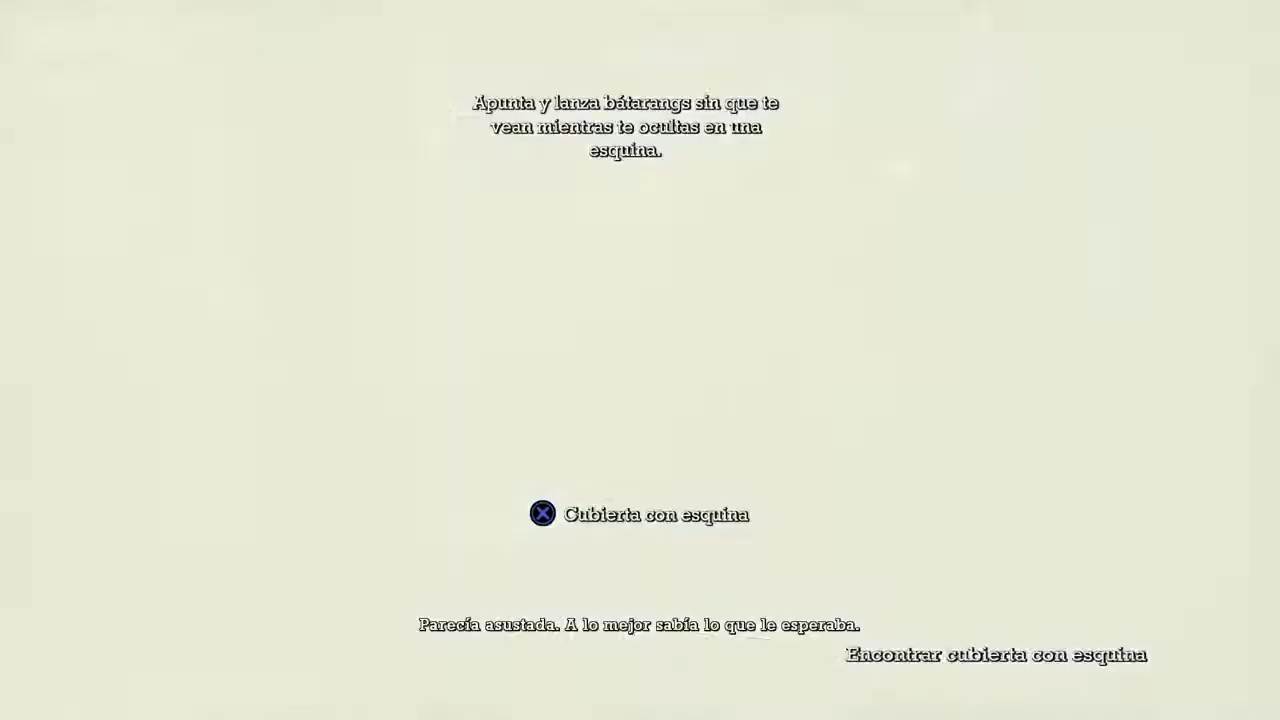 Apunta y lanza bátarangs sin que te
vean mientras te ocultas en una
esquina.
Cubierta con esquina
Parecía asustada. A lo mejor sabía lo que le esperaba.
Encontrar cubierta con esquina